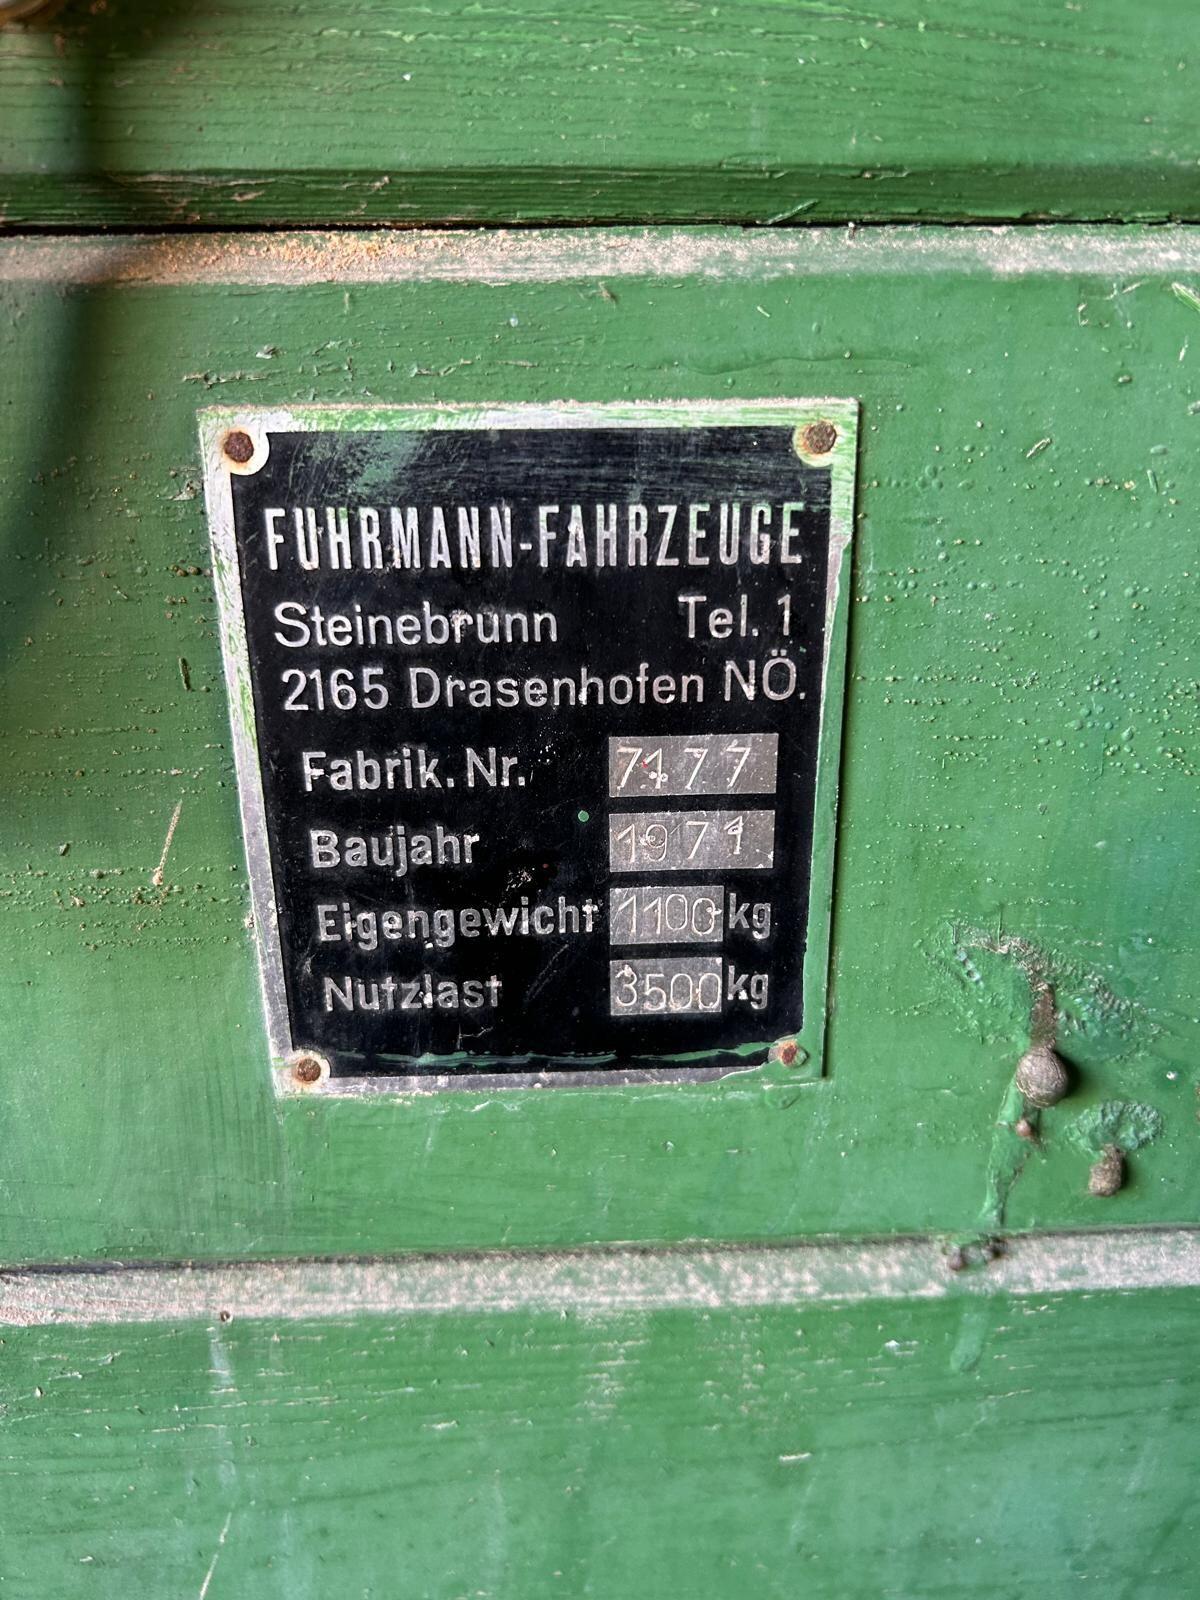 FUHRMANN-FAHRZEUGE
Steinebrunn Tel. 1
2165 Drasenhofen NÖ.
Fabrik. Nr. 7177
Baujahr 1971
Eigengewicht 1100 kg
Nutzlast 3500 kg